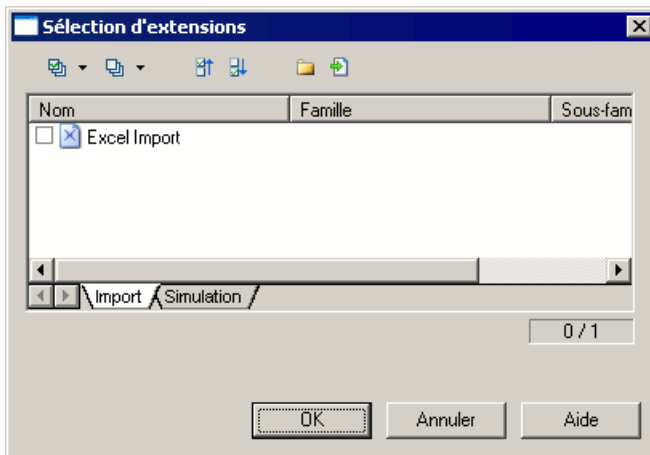 Sélection d'extensions
Nom Famille Sous-fam
Excel Import
Import Simulation
0 / 1
OK Annuler Aide